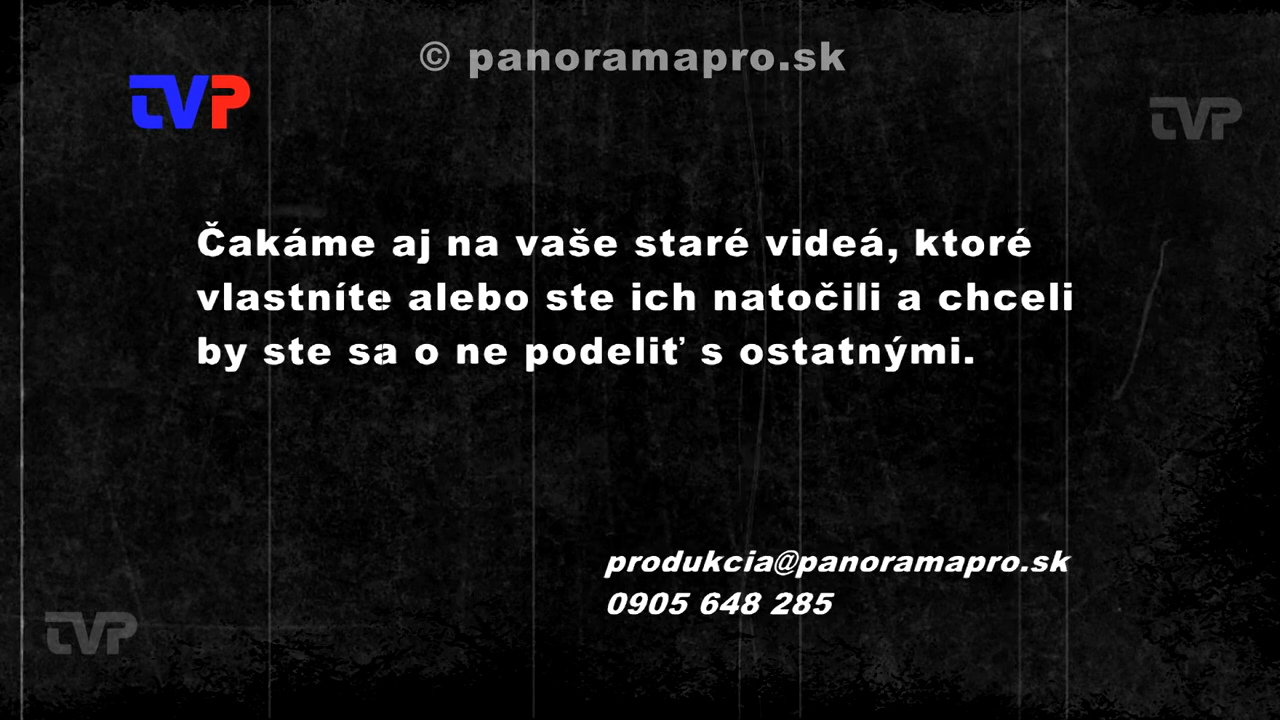 © panoramapro.sk
TVP
TVP
Čakáme aj na vaše staré videá, ktoré
vlastníte alebo ste ich natočili a chceli
by ste sa o ne podeliť s ostatnými.
produkcia@panoramapro.sk
0905 648 285
TVP